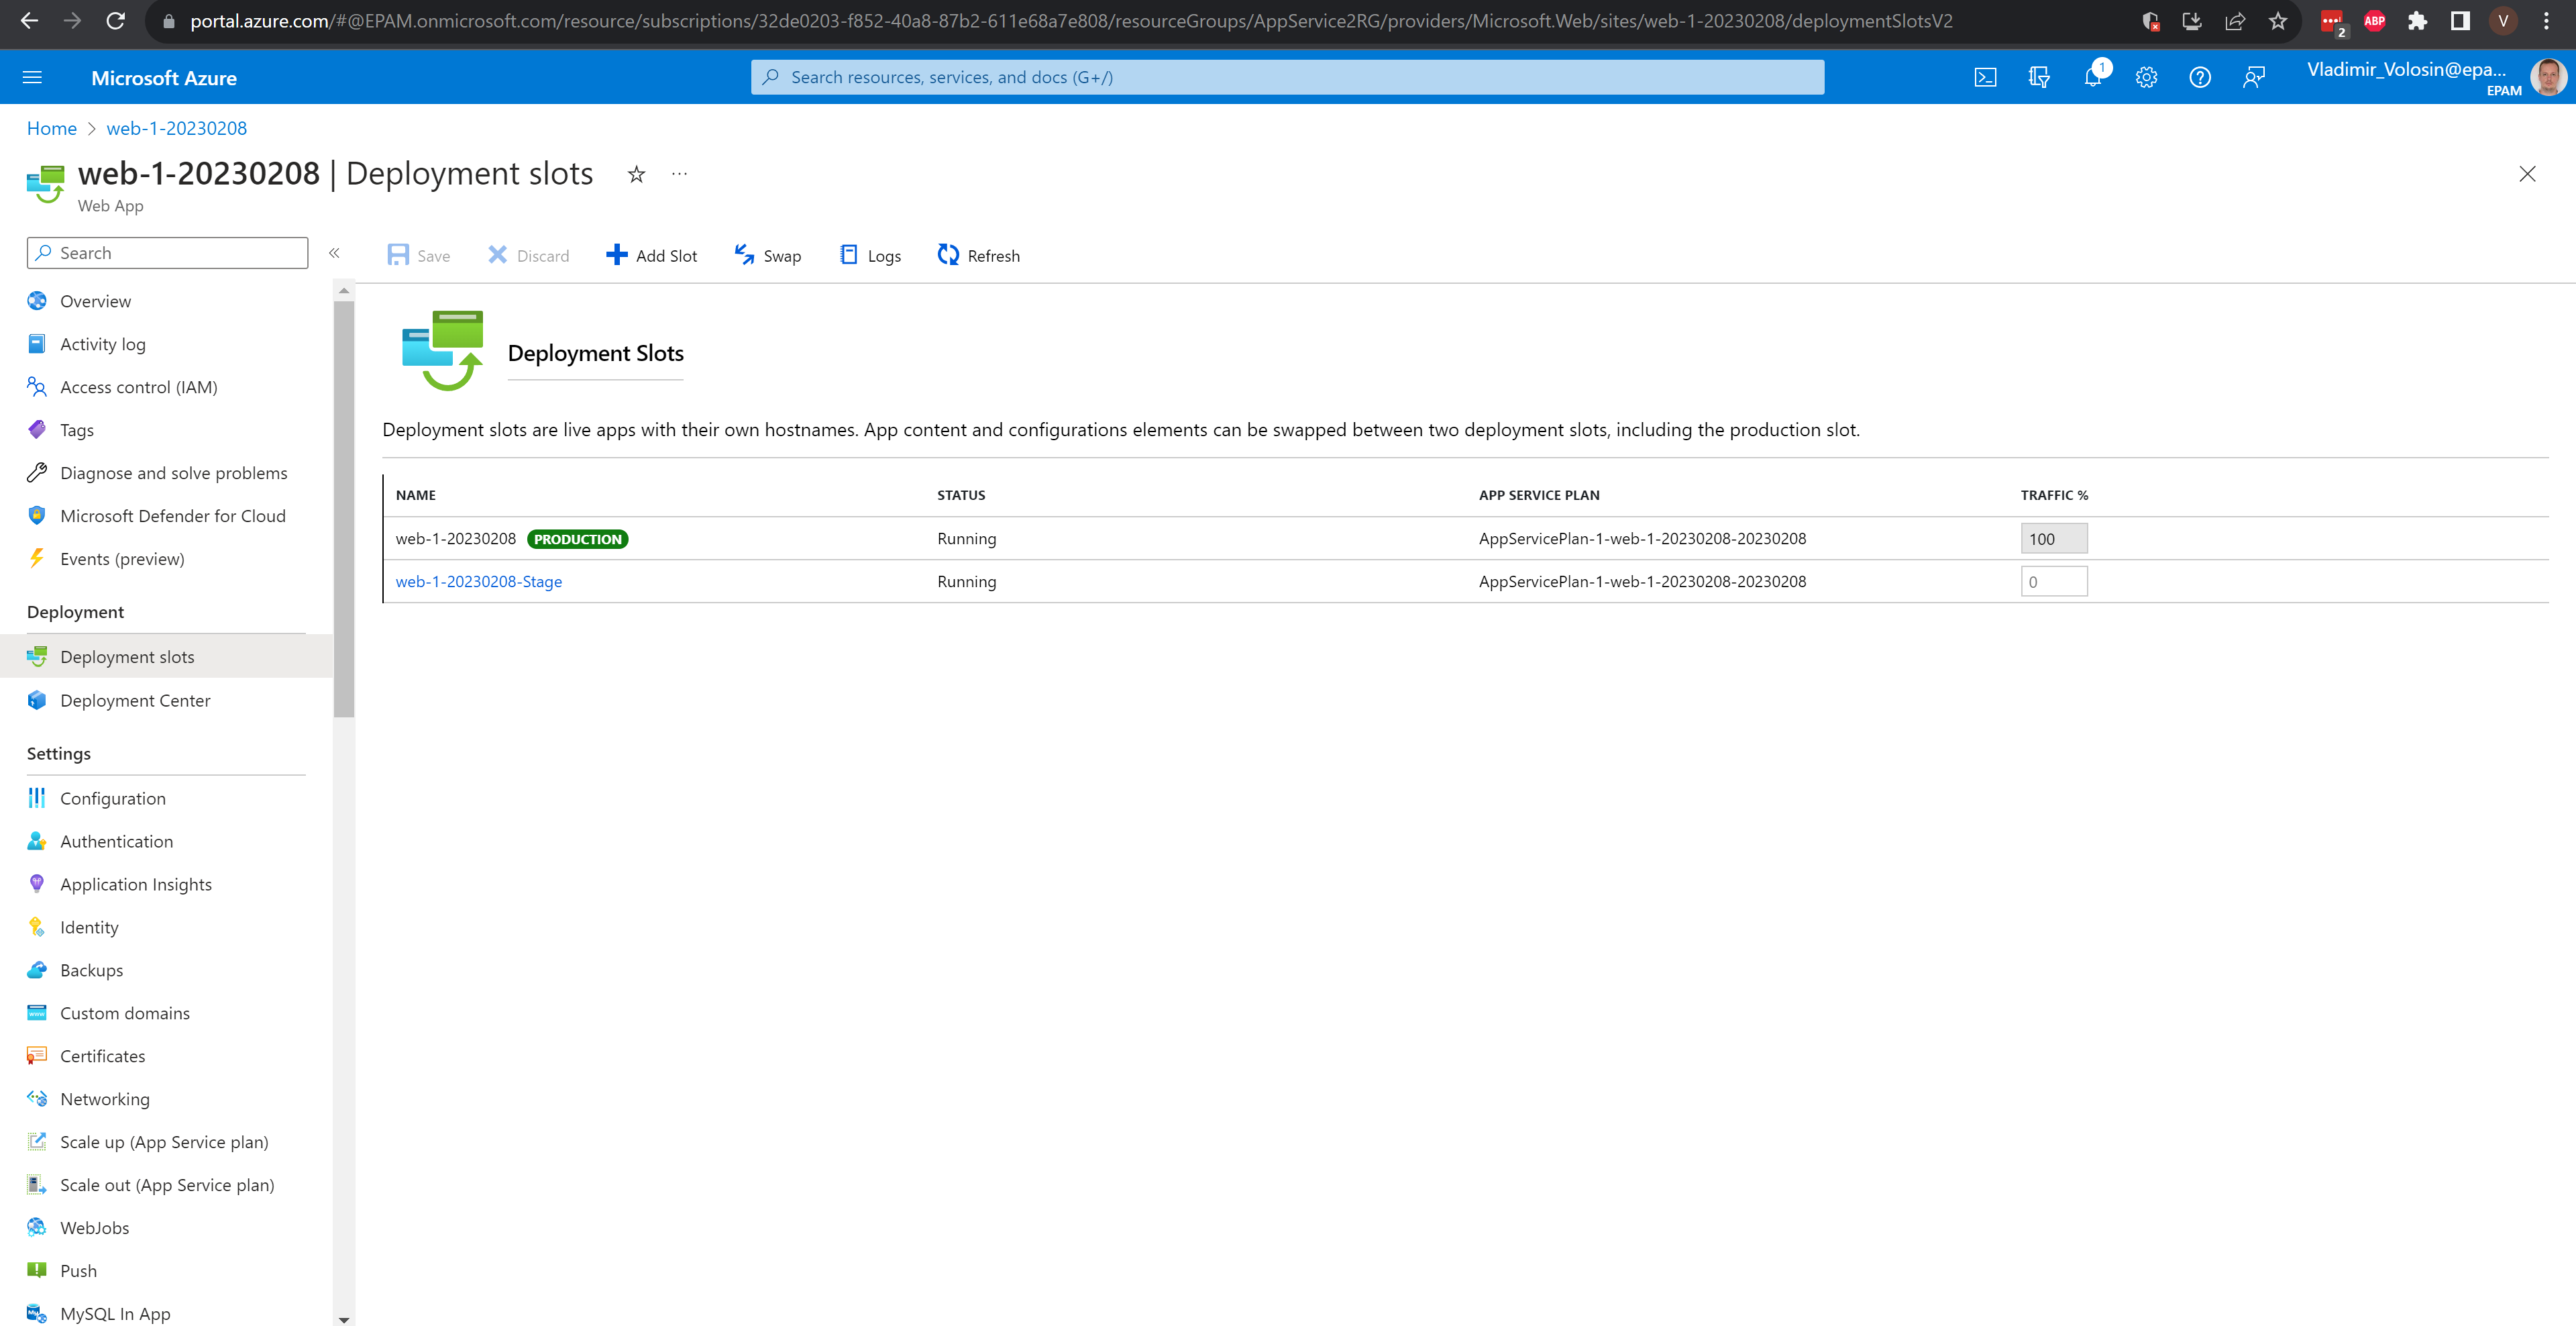 portal.azure.com/#@EPAM.onmicrosoft.com/resource/subscriptions/32de0203-f852-40a8-87b2-611e68a7e808/resourceGroups/AppService2RG/providers/Microsoft.Web/sites/web-1-20230208/deploymentSlotsV2
2
ABP
V
Microsoft Azure
Search resources, services, and docs (G+/)
1
Vladimir_Volosin@epa...
EPAM
Home > web-1-20230208
web-1-20230208 | Deployment slots
Web App
Search
Save
Discard
Add Slot
Swap
Logs
Refresh
Overview
Activity log
Access control (IAM)
Tags
Diagnose and solve problems
Microsoft Defender for Cloud
Events (preview)
Deployment
Deployment slots
Deployment Center
Settings
Configuration
Authentication
Application Insights
Identity
Backups
Custom domains
Certificates
Networking
Scale up (App Service plan)
Scale out (App Service plan)
WebJobs
Push
MySQL In App
Deployment Slots
Deployment slots are live apps with their own hostnames. App content and configurations elements can be swapped between two deployment slots, including the production slot.
NAME STATUS APP SERVICE PLAN TRAFFIC %
web-1-20230208 PRODUCTION Running AppServicePlan-1-web-1-20230208-20230208 100
web-1-20230208-Stage Running AppServicePlan-1-web-1-20230208-20230208 0